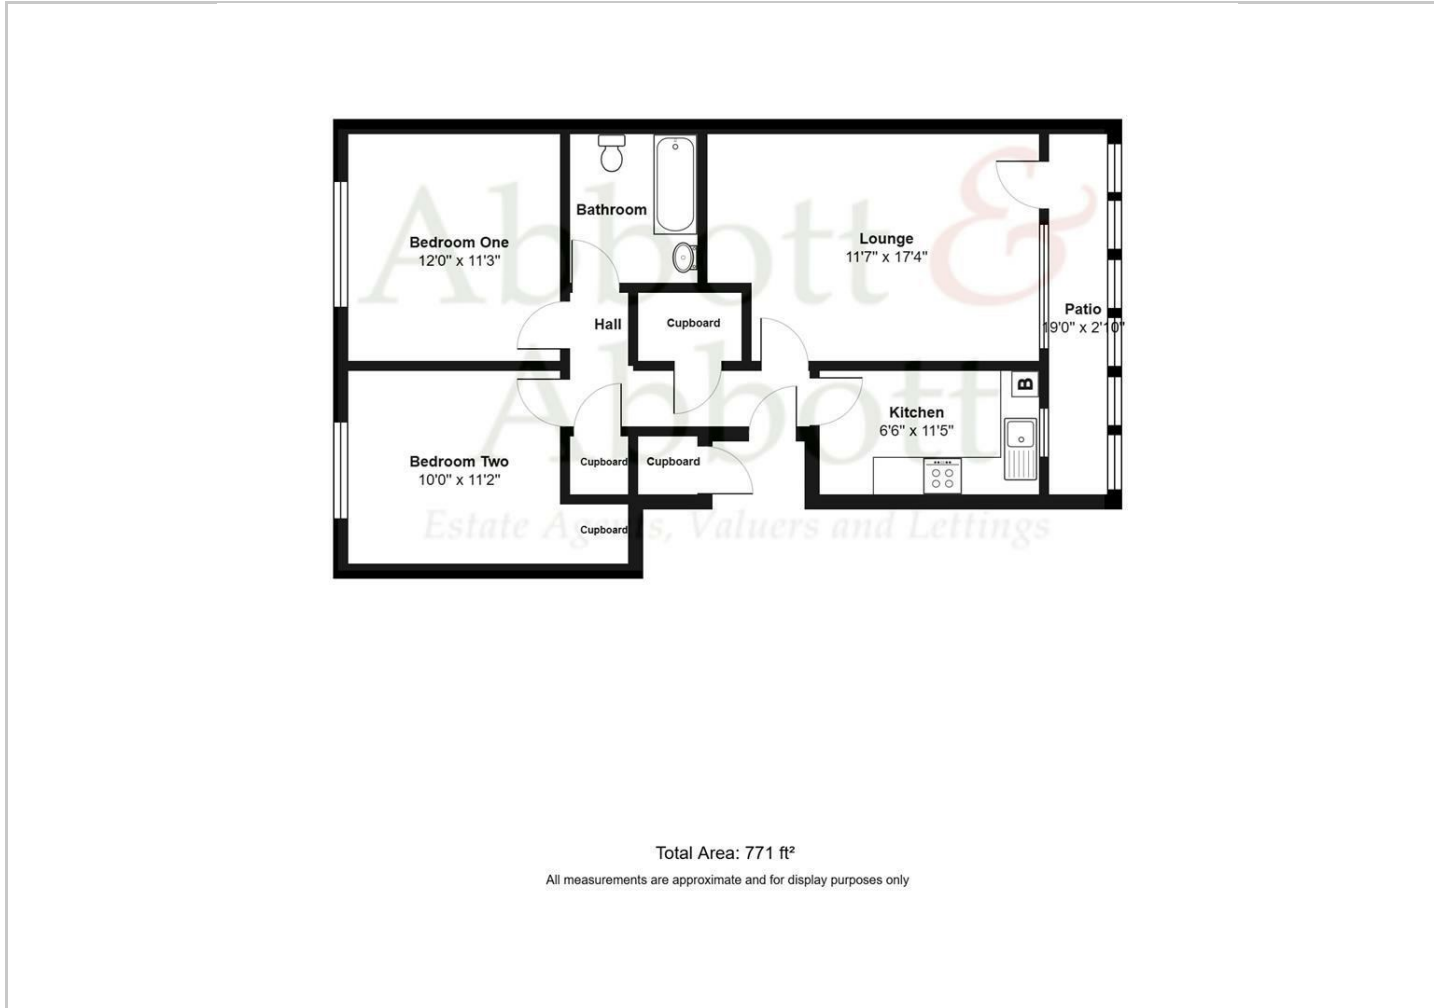 Bathroom
Bedroom One
12'0" x 11'3"
Lounge
11'7" x 17'4"
Patio
19'0" x 2'10"
Hall
Cupboard
B
Kitchen
6'6" x 11'5"
Bedroom Two
10'0" x 11'2"
Cupboard
Cupboard
Cupboard
Abbott &
Abbott
Estate Agents, Valuers and Lettings
Total Area: 771 ft²
All measurements are approximate and for display purposes only